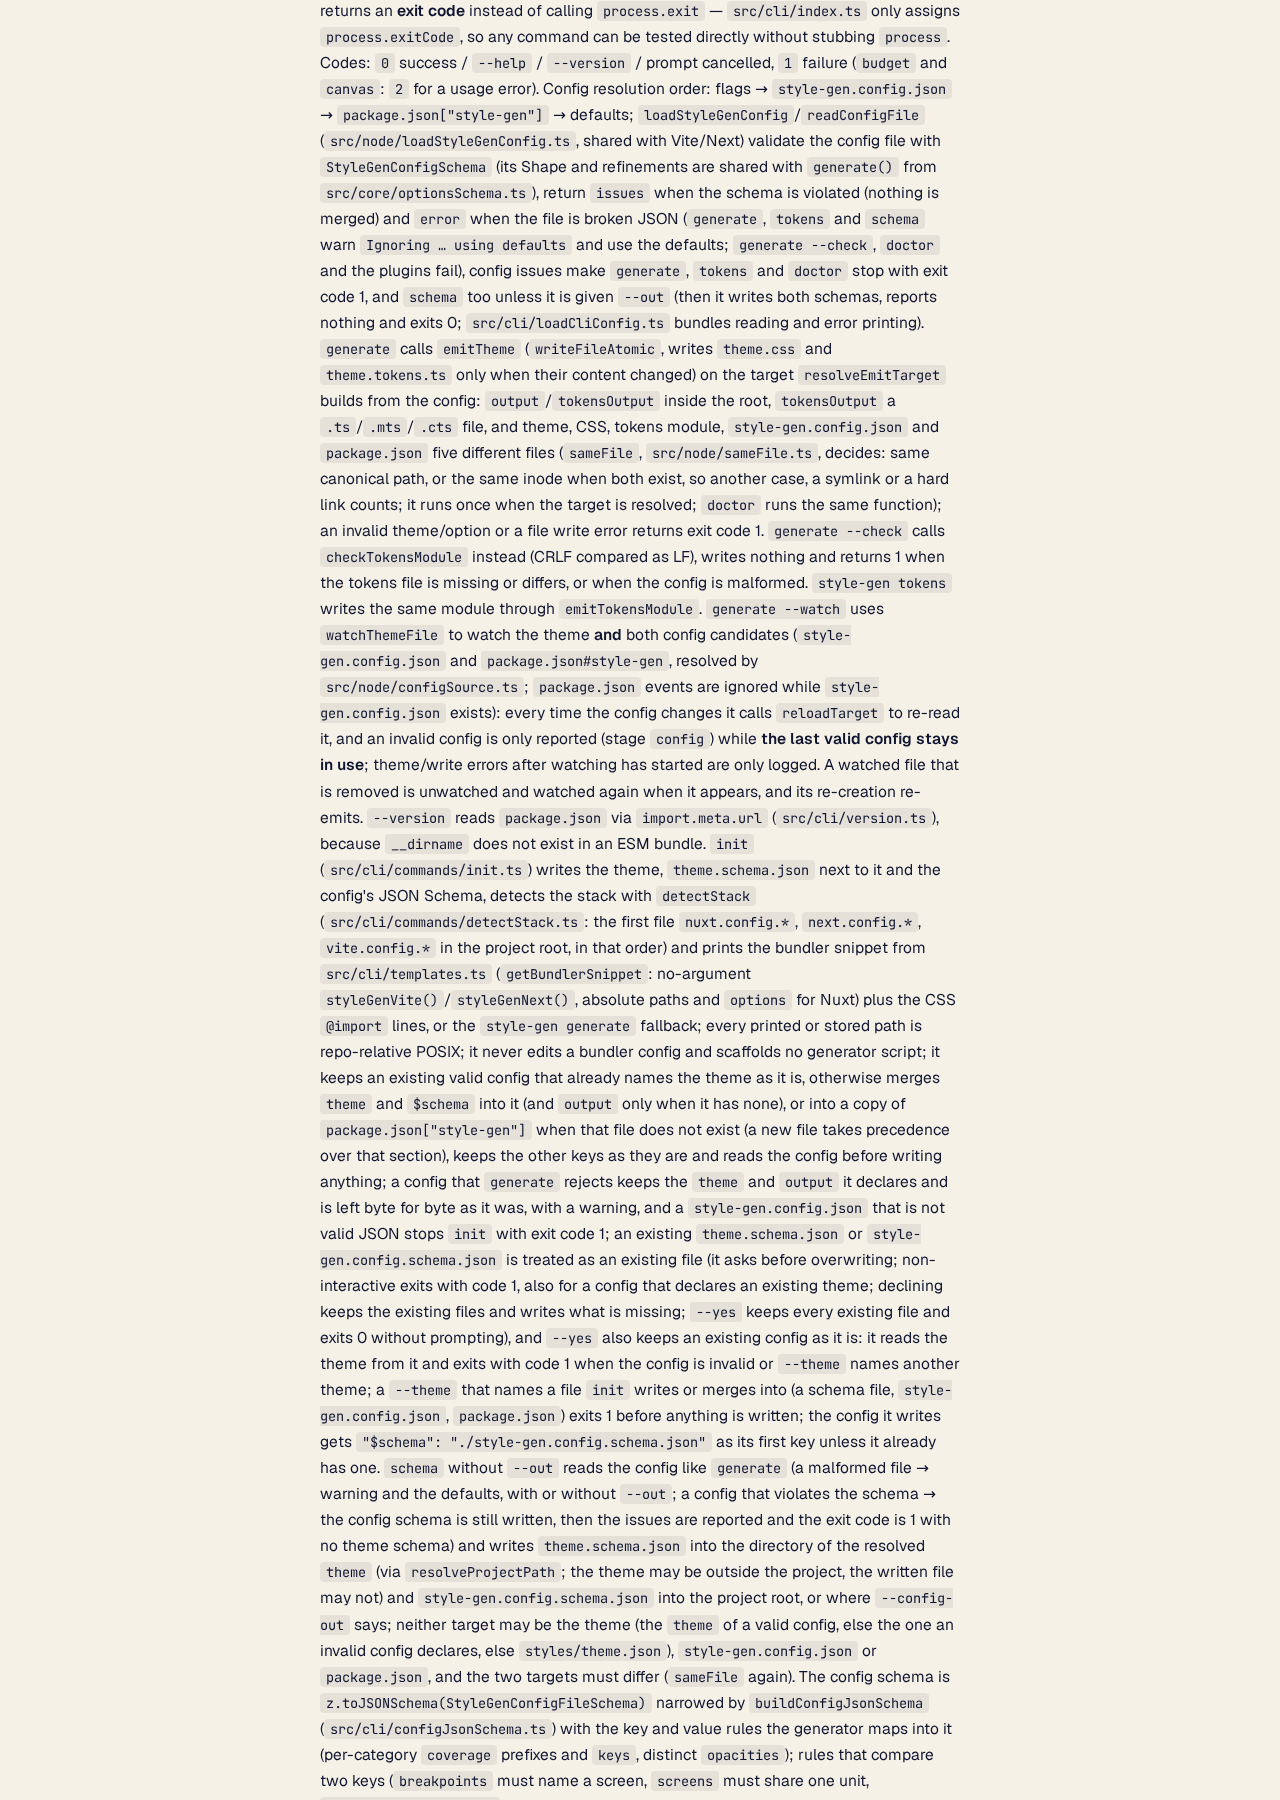 returns an exit code instead of calling process.exit — src/cli/index.ts only assigns
process.exitCode, so any command can be tested directly without stubbing process.
Codes: 0 success / --help / --version / prompt cancelled, 1 failure (budget and
canvas: 2 for a usage error). Config resolution order: flags → style-gen.config.json
→ package.json["style-gen"] → defaults; loadStyleGenConfig/readConfigFile
(src/node/loadStyleGenConfig.ts, shared with Vite/Next) validate the config file with
StyleGenConfigSchema (its Shape and refinements are shared with generate() from
src/core/optionsSchema.ts), return issues when the schema is violated (nothing is
merged) and error when the file is broken JSON (generate, tokens and schema
warn Ignoring … using defaults and use the defaults; generate --check, doctor
and the plugins fail), config issues make generate, tokens and doctor stop with exit
code 1, and schema too unless it is given --out (then it writes both schemas, reports
nothing and exits 0; src/cli/loadCliConfig.ts bundles reading and error printing).
generate calls emitTheme (writeFileAtomic, writes theme.css and
theme.tokens.ts only when their content changed) on the target resolveEmitTarget
builds from the config: output/tokensOutput inside the root, tokensOutput a
.ts/.mts/.cts file, and theme, CSS, tokens module, style-gen.config.json and
package.json five different files (sameFile, src/node/sameFile.ts, decides: same
canonical path, or the same inode when both exist, so another case, a symlink or a hard
link counts; it runs once when the target is resolved; doctor runs the same function);
an invalid theme/option or a file write error returns exit code 1. generate --check calls
checkTokensModule instead (CRLF compared as LF), writes nothing and returns 1 when
the tokens file is missing or differs, or when the config is malformed. style-gen tokens
writes the same module through emitTokensModule. generate --watch uses
watchThemeFile to watch the theme and both config candidates (style-
gen.config.json and package.json#style-gen, resolved by
src/node/configSource.ts; package.json events are ignored while style-
gen.config.json exists): every time the config changes it calls reloadTarget to re-read
it, and an invalid config is only reported (stage config) while the last valid config stays
in use; theme/write errors after watching has started are only logged. A watched file that
is removed is unwatched and watched again when it appears, and its re-creation re-
emits. --version reads package.json via import.meta.url (src/cli/version.ts),
because __dirname does not exist in an ESM bundle. init
(src/cli/commands/init.ts) writes the theme, theme.schema.json next to it and the
config's JSON Schema, detects the stack with detectStack
(src/cli/commands/detectStack.ts: the first file nuxt.config.*, next.config.*,
vite.config.* in the project root, in that order) and prints the bundler snippet from
src/cli/templates.ts (getBundlerSnippet: no-argument
styleGenVite()/styleGenNext(), absolute paths and options for Nuxt) plus the CSS
@import lines, or the style-gen generate fallback; every printed or stored path is
repo-relative POSIX; it never edits a bundler config and scaffolds no generator script; it
keeps an existing valid config that already names the theme as it is, otherwise merges
theme and $schema into it (and output only when it has none), or into a copy of
package.json["style-gen"] when that file does not exist (a new file takes precedence
over that section), keeps the other keys as they are and reads the config before writing
anything; a config that generate rejects keeps the theme and output it declares and
is left byte for byte as it was, with a warning, and a style-gen.config.json that is not
valid JSON stops init with exit code 1; an existing theme.schema.json or style-
gen.config.schema.json is treated as an existing file (it asks before overwriting; non-
interactive exits with code 1, also for a config that declares an existing theme; declining
keeps the existing files and writes what is missing; --yes keeps every existing file and
exits 0 without prompting), and --yes also keeps an existing config as it is: it reads the
theme from it and exits with code 1 when the config is invalid or --theme names another
theme; a --theme that names a file init writes or merges into (a schema file, style-
gen.config.json, package.json) exits 1 before anything is written; the config it writes
gets "$schema": "./style-gen.config.schema.json" as its first key unless it already
has one. schema without --out reads the config like generate (a malformed file →
warning and the defaults, with or without --out; a config that violates the schema →
the config schema is still written, then the issues are reported and the exit code is 1 with
no theme schema) and writes theme.schema.json into the directory of the resolved
theme (via resolveProjectPath; the theme may be outside the project, the written file
may not) and style-gen.config.schema.json into the project root, or where --config-
out says; neither target may be the theme (the theme of a valid config, else the one an
invalid config declares, else styles/theme.json), style-gen.config.json or
package.json, and the two targets must differ (sameFile again). The config schema is
z.toJSONSchema(StyleGenConfigFileSchema) narrowed by buildConfigJsonSchema
(src/cli/configJsonSchema.ts) with the key and value rules the generator maps into it
(per-category coverage prefixes and keys, distinct opacities); rules that compare
two keys (breakpoints must name a screen, screens must share one unit,